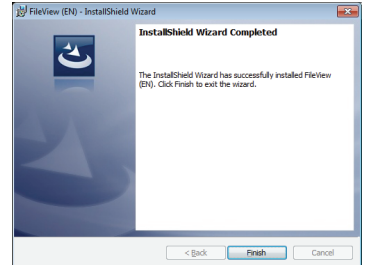 FileView (EN) - InstallShield Wizard
InstallShield Wizard Completed
The InstallShield Wizard has successfully installed FileView
(EN). Click Finish to exit the wizard.
< Back Finish Cancel